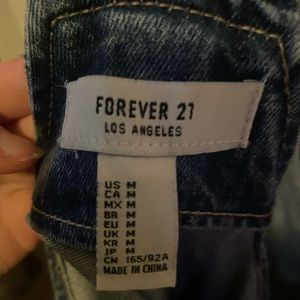 FOREVER 21
LOS ANGELES
US M
CA M
MX M
BR M
EU M
UK M
KR M
JP M
CN 165/92A
MADE IN CHINA